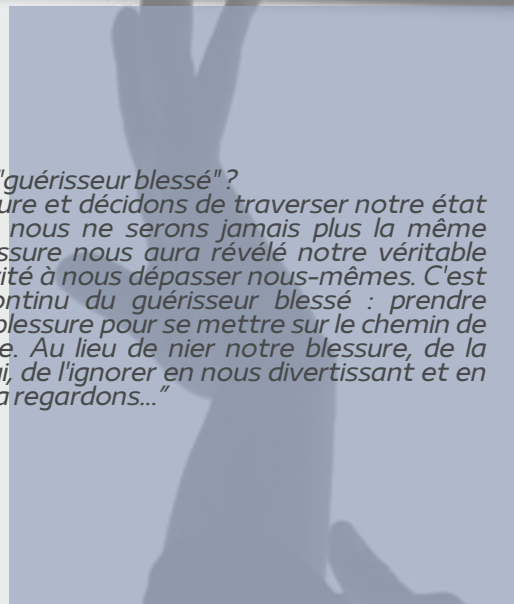 "guérisseur blessé" ?
ure et décidons de traverser notre état
nous ne serons jamais plus la même
ssure nous aura révélé notre véritable
ité à nous dépasser nous-mêmes. C'est
ontinu du guérisseur blessé : prendre
blessure pour se mettre sur le chemin de
e. Au lieu de nier notre blessure, de la
i, de l'ignorer en nous divertissant et en
a regardons..."